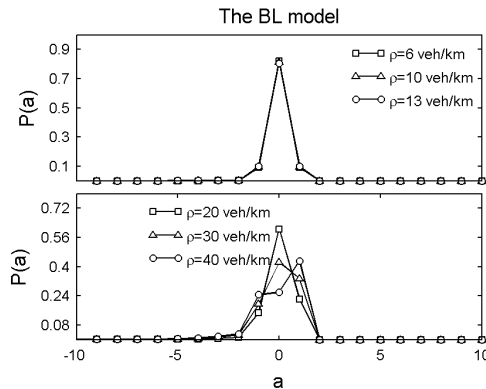 The BL model
P(a)
0.9
0.7
0.5
0.3
0.1
ρ=6 veh/km
ρ=10 veh/km
ρ=13 veh/km
P(a)
0.72
0.56
0.4
0.24
0.08
ρ=20 veh/km
ρ=30 veh/km
ρ=40 veh/km
-10 -5 0 5 10
a